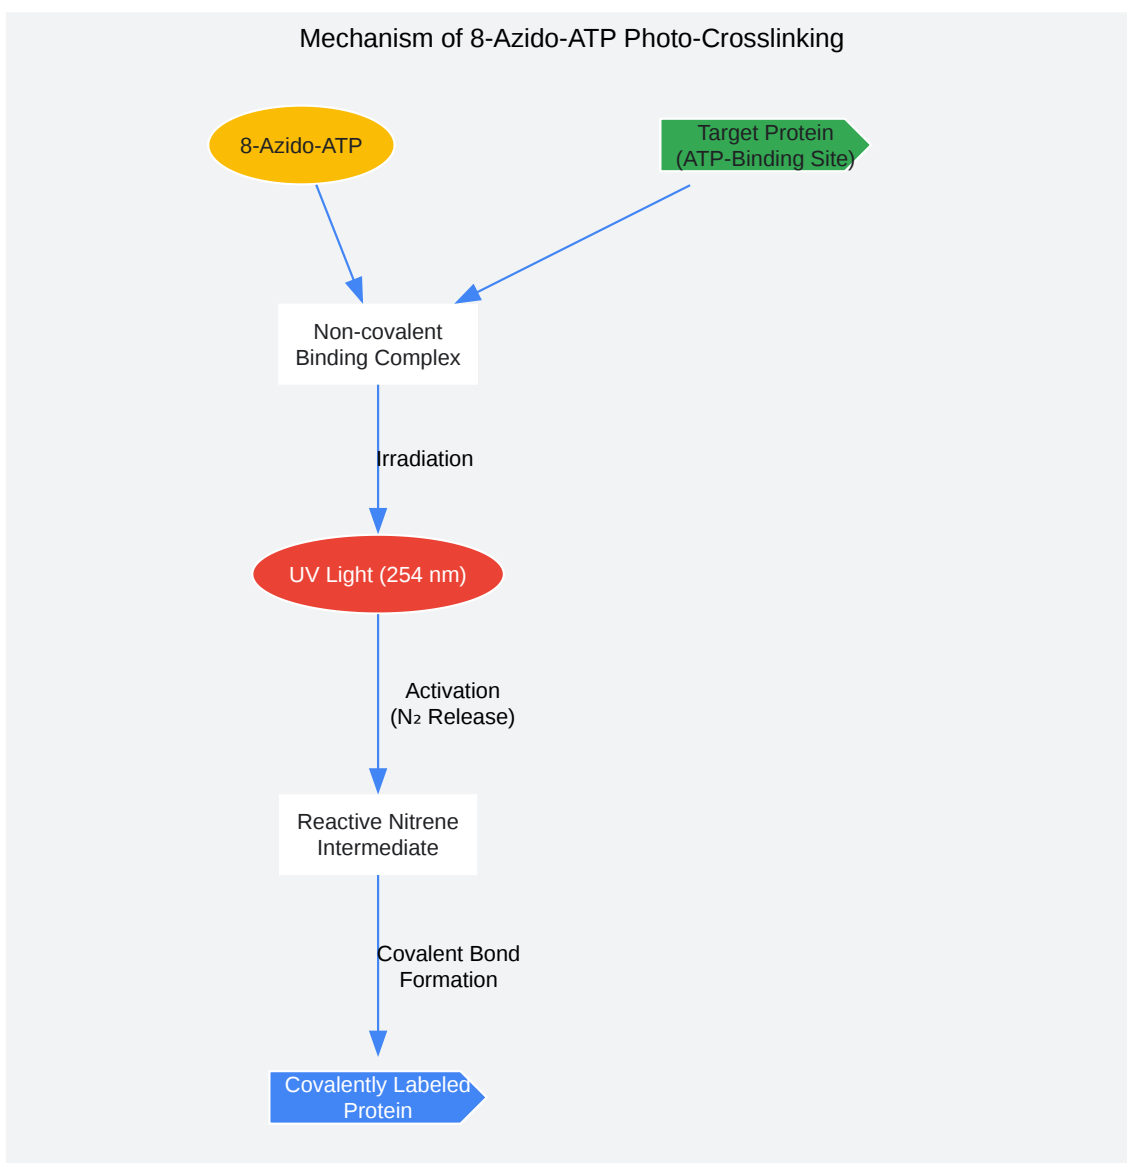 Mechanism of 8-Azido-ATP Photo-Crosslinking
8-Azido-ATP
Target Protein
(ATP-Binding Site)
Non-covalent
Binding Complex
Irradiation
UV Light (254 nm)
Activation
(N₂ Release)
Reactive Nitrene
Intermediate
Covalent Bond
Formation
Covalently Labeled
Protein